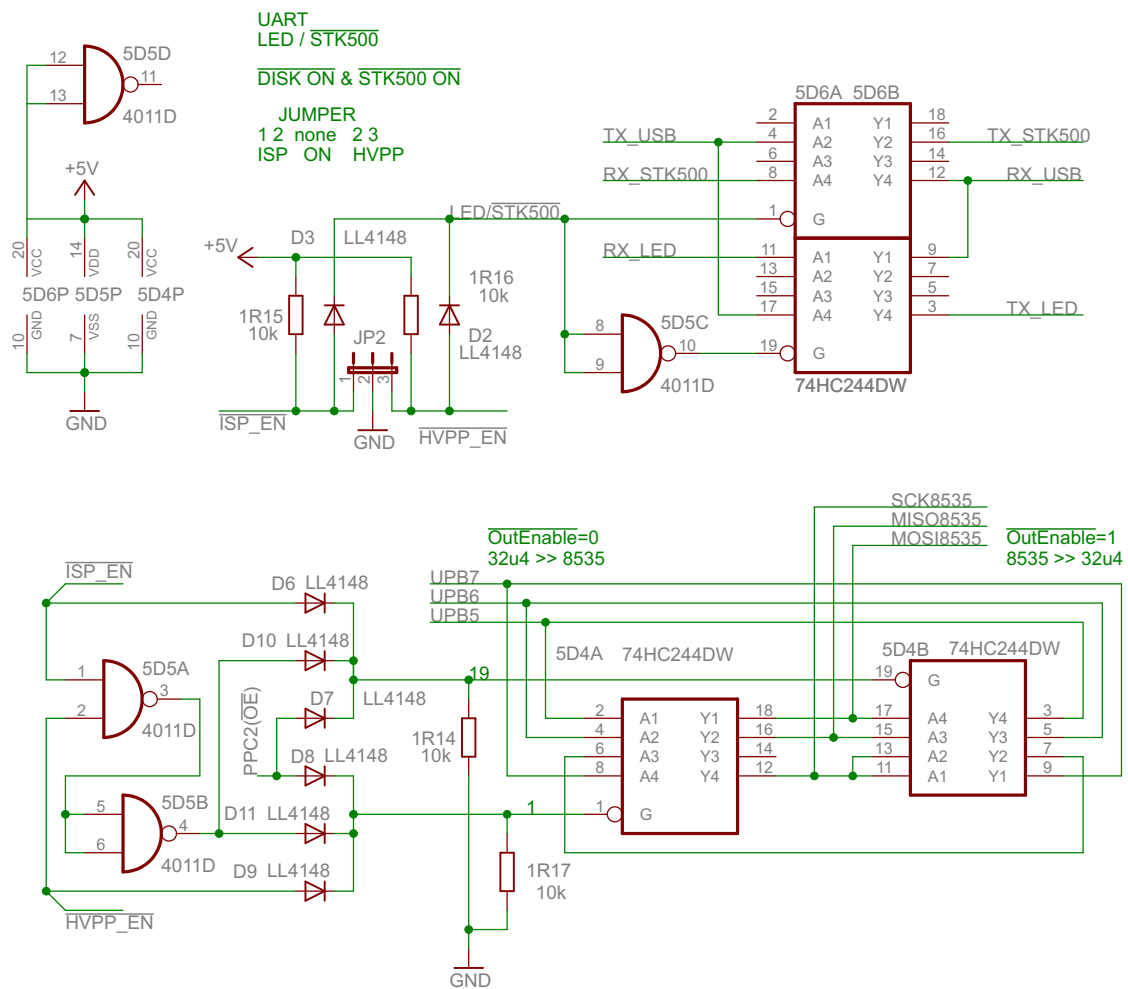 UART
LED / STK500
DISK ON & STK500 ON
JUMPER
1 2 none 2 3
ISP ON HVPP
12
13
5D5D
11
4011D
+5V
20
VCC
14
VDD
20
VCC
5D6P 5D5P 5D4P
10
GND
7
VSS
10
GND
GND
5D6A 5D6B
TX_USB
RX_STK500
2 A1 Y1 18
4 A2 Y2 16
6 A3 Y3 14
8 A4 Y4 12
1 G
TX_STK500
RX_USB
LED/STK500
RX_LED
11 A1 Y1 9
13 A2 Y2 7
15 A3 Y3 5
17 A4 Y4 3
19 G
TX_LED
74HC244DW
+5V
D3 LL4148
1R15
10k
1R16
10k
D2
LL4148
JP2
1 2 3
ISP_EN
GND
HVPP_EN
8
9
5D5C
10
4011D
SCK8535
MISO8535
MOSI8535
OutEnable=0
32u4 >> 8535
OutEnable=1
8535 >> 32u4
UPB7
UPB6
UPB5
ISP_EN
D6 LL4148
D10 LL4148
D7
LL4148
PPC2(OE)
D8 LL4148
D11 LL4148
D9 LL4148
1
2
5D5A
3
4011D
5
6
5D5B
4
4011D
HVPP_EN
19
1R14
10k
1
1R17
10k
GND
5D4A 74HC244DW
2 A1 Y1 18
4 A2 Y2 16
6 A3 Y3 14
8 A4 Y4 12
1 G
5D4B 74HC244DW
19 G
17 A4 Y4 3
15 A3 Y3 5
13 A2 Y2 7
11 A1 Y1 9